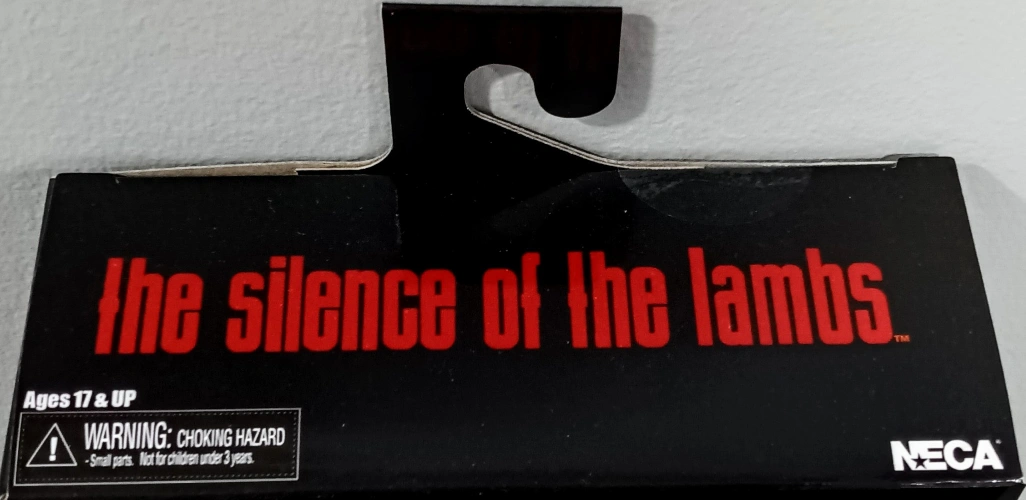 the silence of the lambs™
Ages 17 & UP
WARNING: CHOKING HAZARD
- Small parts. Not for children under 3 years.
NECA